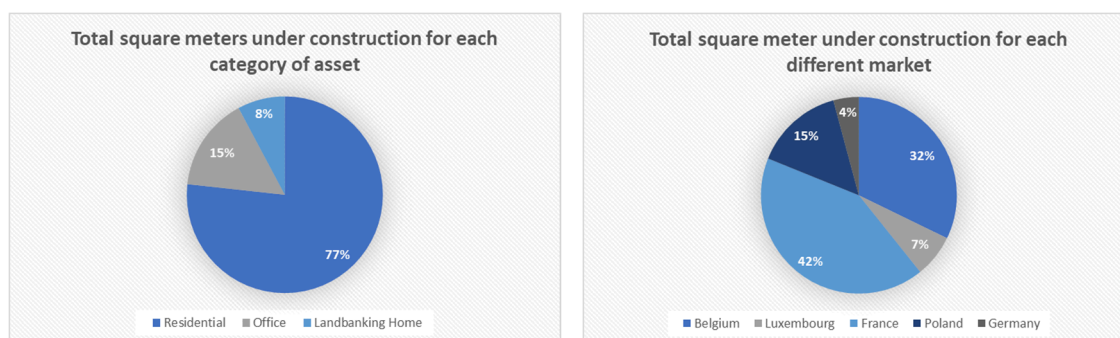 Total square meters under construction for each
category of asset
8%
15%
77%
Residential Office Landbanking Home
Total square meter under construction for each
different market
4%
15%
32%
7%
42%
Belgium Luxembourg France Poland Germany